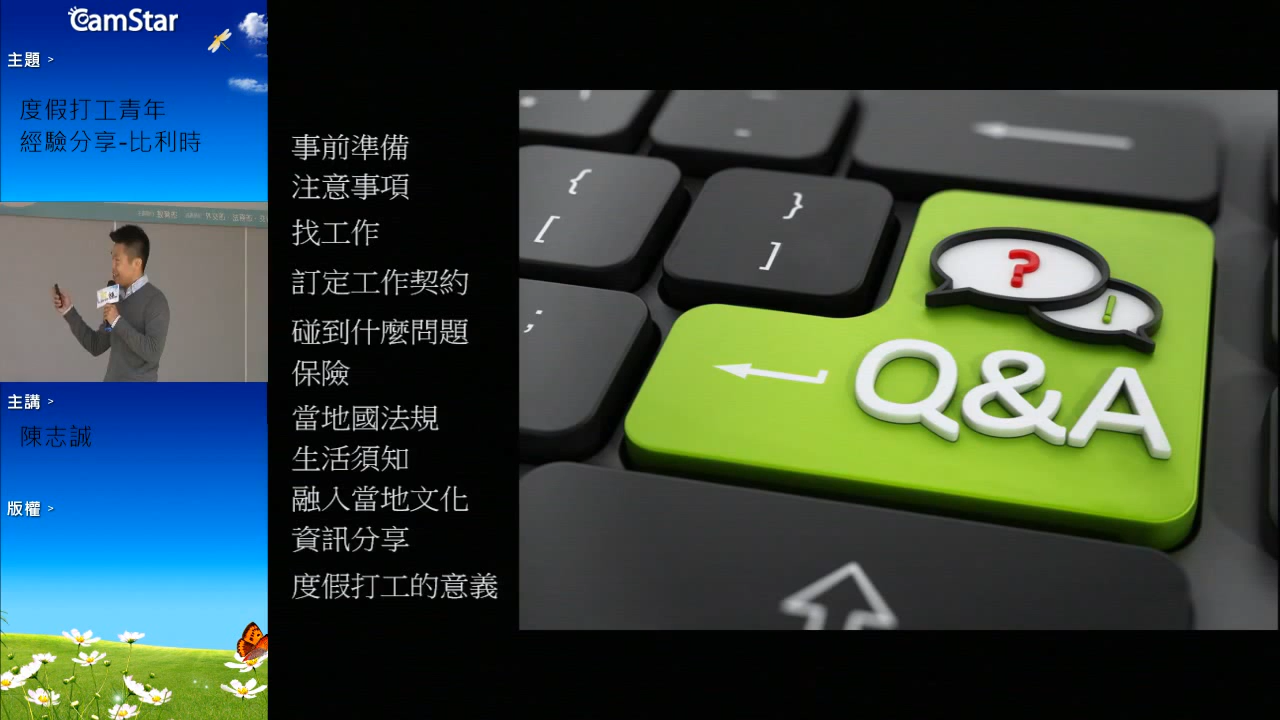 CamStar
主題 >
度假打工青年
經驗分享-比利時
主講 >
陳志誠
版權 >
事前準備
注意事項
找工作
訂定工作契約
碰到什麼問題
保險
當地國法規
生活須知
融入當地文化
資訊分享
度假打工的意義
{
[
}
]
;
?
!
Q&A